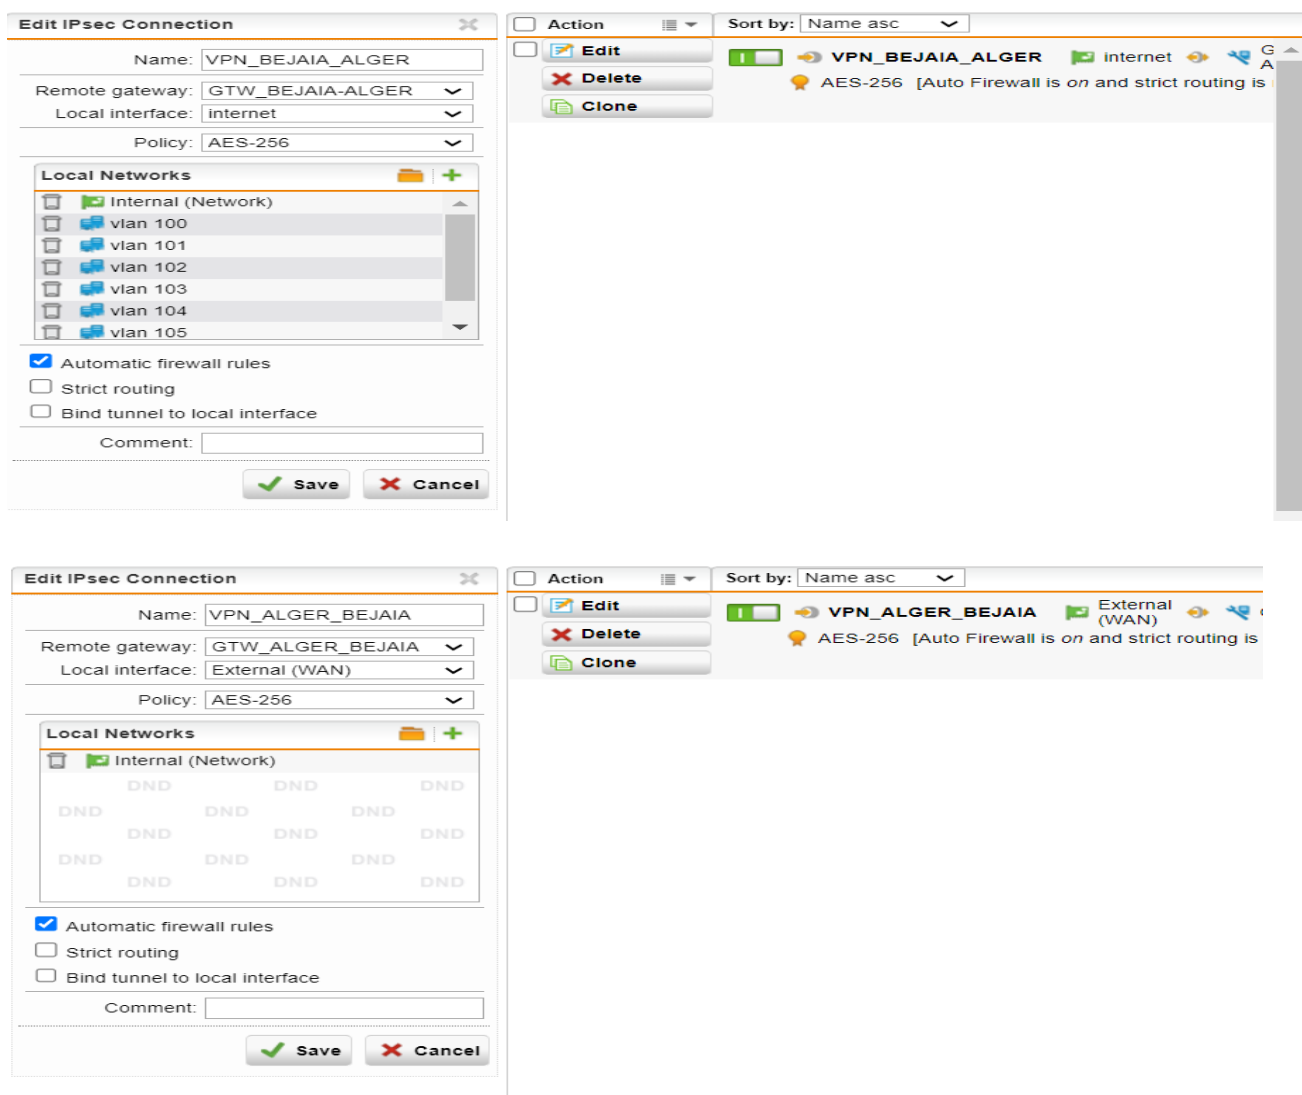 Edit IPsec Connection
Name: VPN_BEJAIA_ALGER
Remote gateway: GTW_BEJAIA-ALGER
Local interface: internet
Policy: AES-256
Local Networks
Internal (Network)
vlan 100
vlan 101
vlan 102
vlan 103
vlan 104
vlan 105
Automatic firewall rules
Strict routing
Bind tunnel to local interface
Comment:
Save Cancel
Action Sort by: Name asc
Edit
Delete
Clone
VPN_BEJAIA_ALGER internet G
A
AES-256 [Auto Firewall is on and strict routing is
Edit IPsec Connection
Name: VPN_ALGER_BEJAIA
Remote gateway: GTW_ALGER_BEJAIA
Local interface: External (WAN)
Policy: AES-256
Local Networks
Internal (Network)
DND DND DND
DND DND DND
DND DND DND
DND DND DND
DND DND DND
Automatic firewall rules
Strict routing
Bind tunnel to local interface
Comment:
Save Cancel
Action Sort by: Name asc
Edit
Delete
Clone
VPN_ALGER_BEJAIA External
(WAN)
AES-256 [Auto Firewall is on and strict routing is